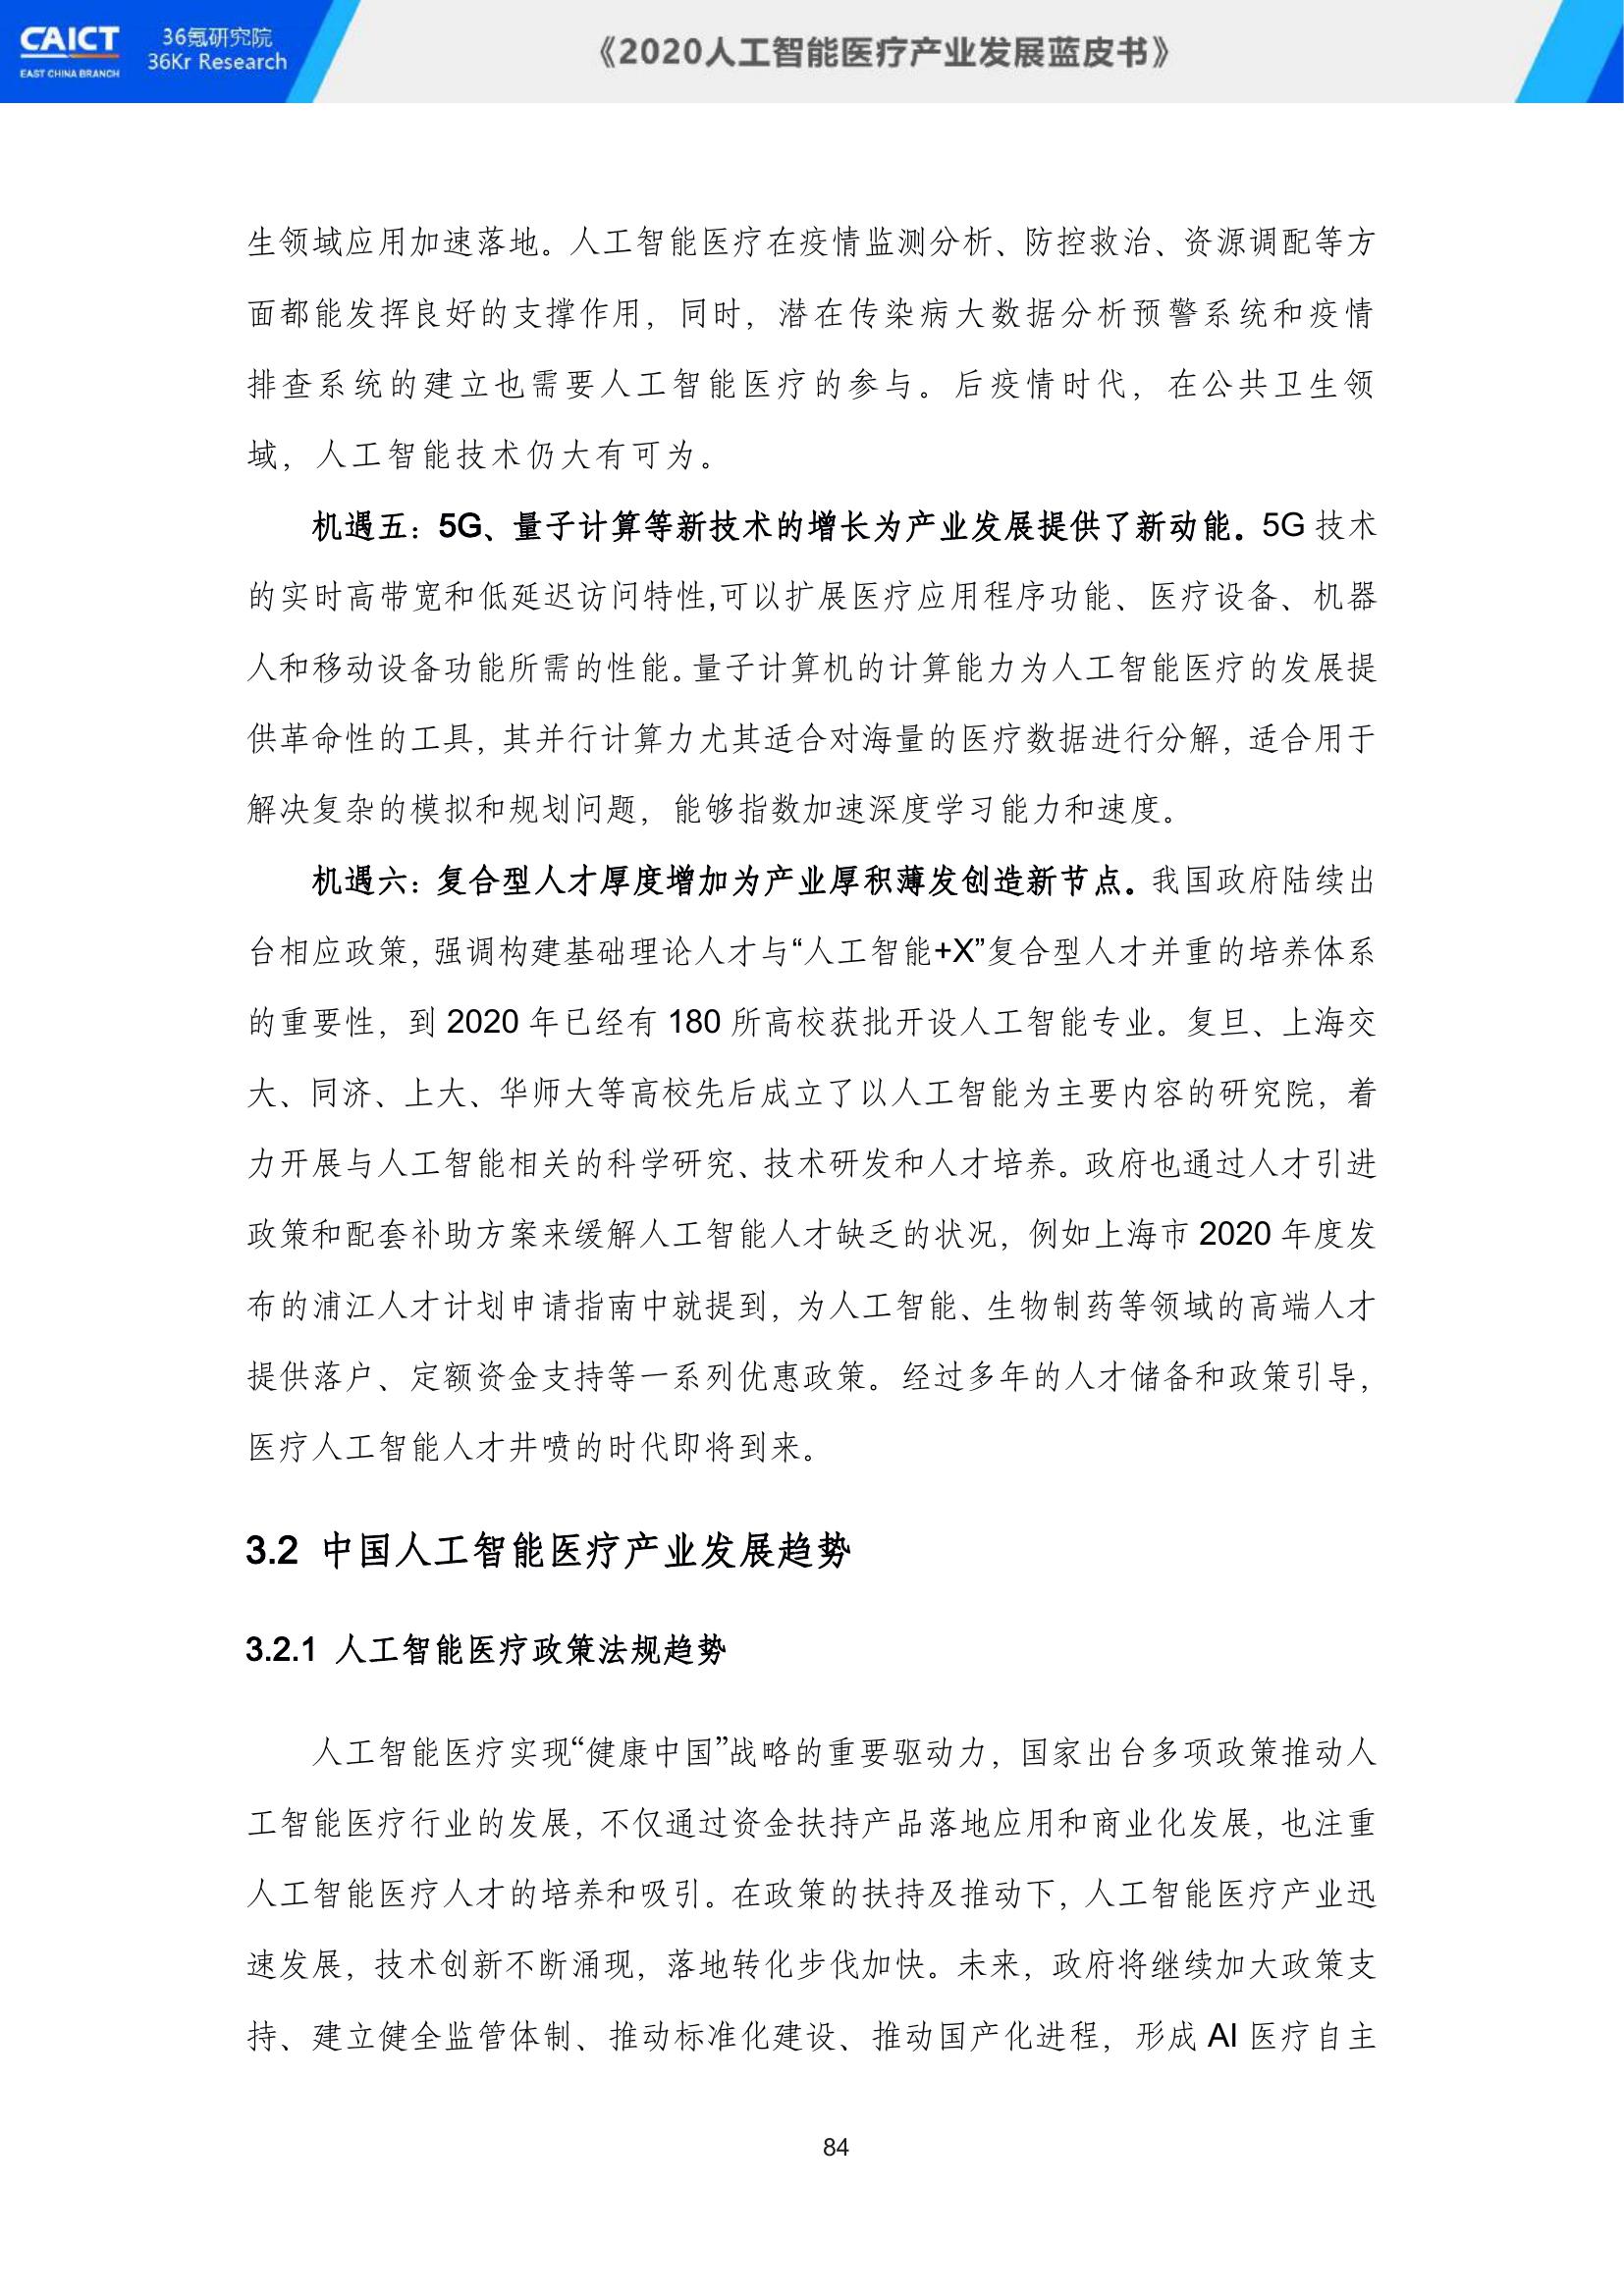 CAICT
EAST CHINA BRANCH
36氪研究院
36Kr Research
《2020人工智能医疗产业发展蓝皮书》
生领域应用加速落地。人工智能医疗在疫情监测分析、防控救治、资源调配等方
面都能发挥良好的支撑作用，同时，潜在传染病大数据分析预警系统和疫情
排查系统的建立也需要人工智能医疗的参与。后疫情时代，在公共卫生领
域，人工智能技术仍大有可为。
机遇五：5G、量子计算等新技术的增长为产业发展提供了新动能。5G 技术
的实时高带宽和低延迟访问特性,可以扩展医疗应用程序功能、医疗设备、机器
人和移动设备功能所需的性能。量子计算机的计算能力为人工智能医疗的发展提
供革命性的工具，其并行计算力尤其适合对海量的医疗数据进行分解，适合用于
解决复杂的模拟和规划问题，能够指数加速深度学习能力和速度。
机遇六：复合型人才厚度增加为产业厚积薄发创造新节点。我国政府陆续出
台相应政策，强调构建基础理论人才与“人工智能+X”复合型人才并重的培养体系
的重要性，到 2020 年已经有 180 所高校获批开设人工智能专业。复旦、上海交
大、同济、上大、华师大等高校先后成立了以人工智能为主要内容的研究院，着
力开展与人工智能相关的科学研究、技术研发和人才培养。政府也通过人才引进
政策和配套补助方案来缓解人工智能人才缺乏的状况，例如上海市 2020 年度发
布的浦江人才计划申请指南中就提到，为人工智能、生物制药等领域的高端人才
提供落户、定额资金支持等一系列优惠政策。经过多年的人才储备和政策引导，
医疗人工智能人才井喷的时代即将到来。
3.2 中国人工智能医疗产业发展趋势
3.2.1 人工智能医疗政策法规趋势
人工智能医疗实现“健康中国”战略的重要驱动力，国家出台多项政策推动人
工智能医疗行业的发展，不仅通过资金扶持产品落地应用和商业化发展，也注重
人工智能医疗人才的培养和吸引。在政策的扶持及推动下，人工智能医疗产业迅
速发展，技术创新不断涌现，落地转化步伐加快。未来，政府将继续加大政策支
持、建立健全监管体制、推动标准化建设、推动国产化进程，形成 AI 医疗自主
84